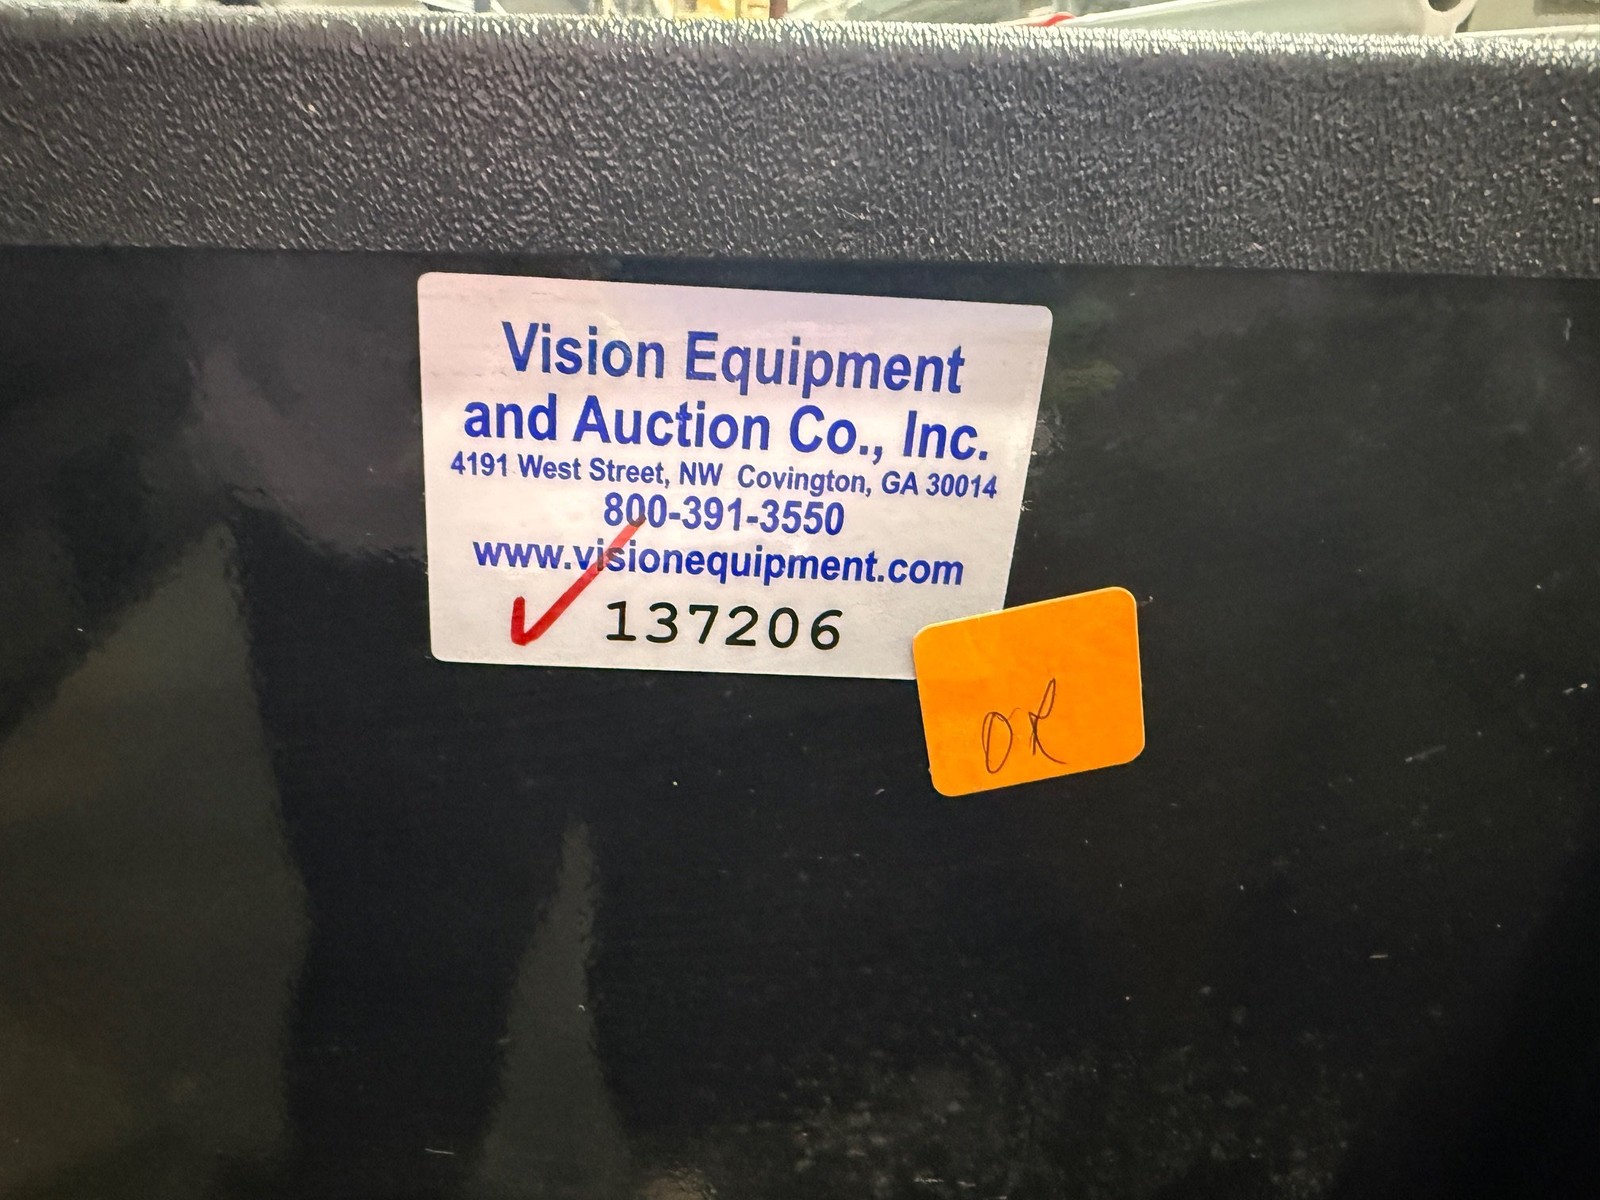 Vision Equipment
and Auction Co., Inc.
4191 West Street, NW Covington, GA 30014
800-391-3550
www.visionequipment.com
137206
OR